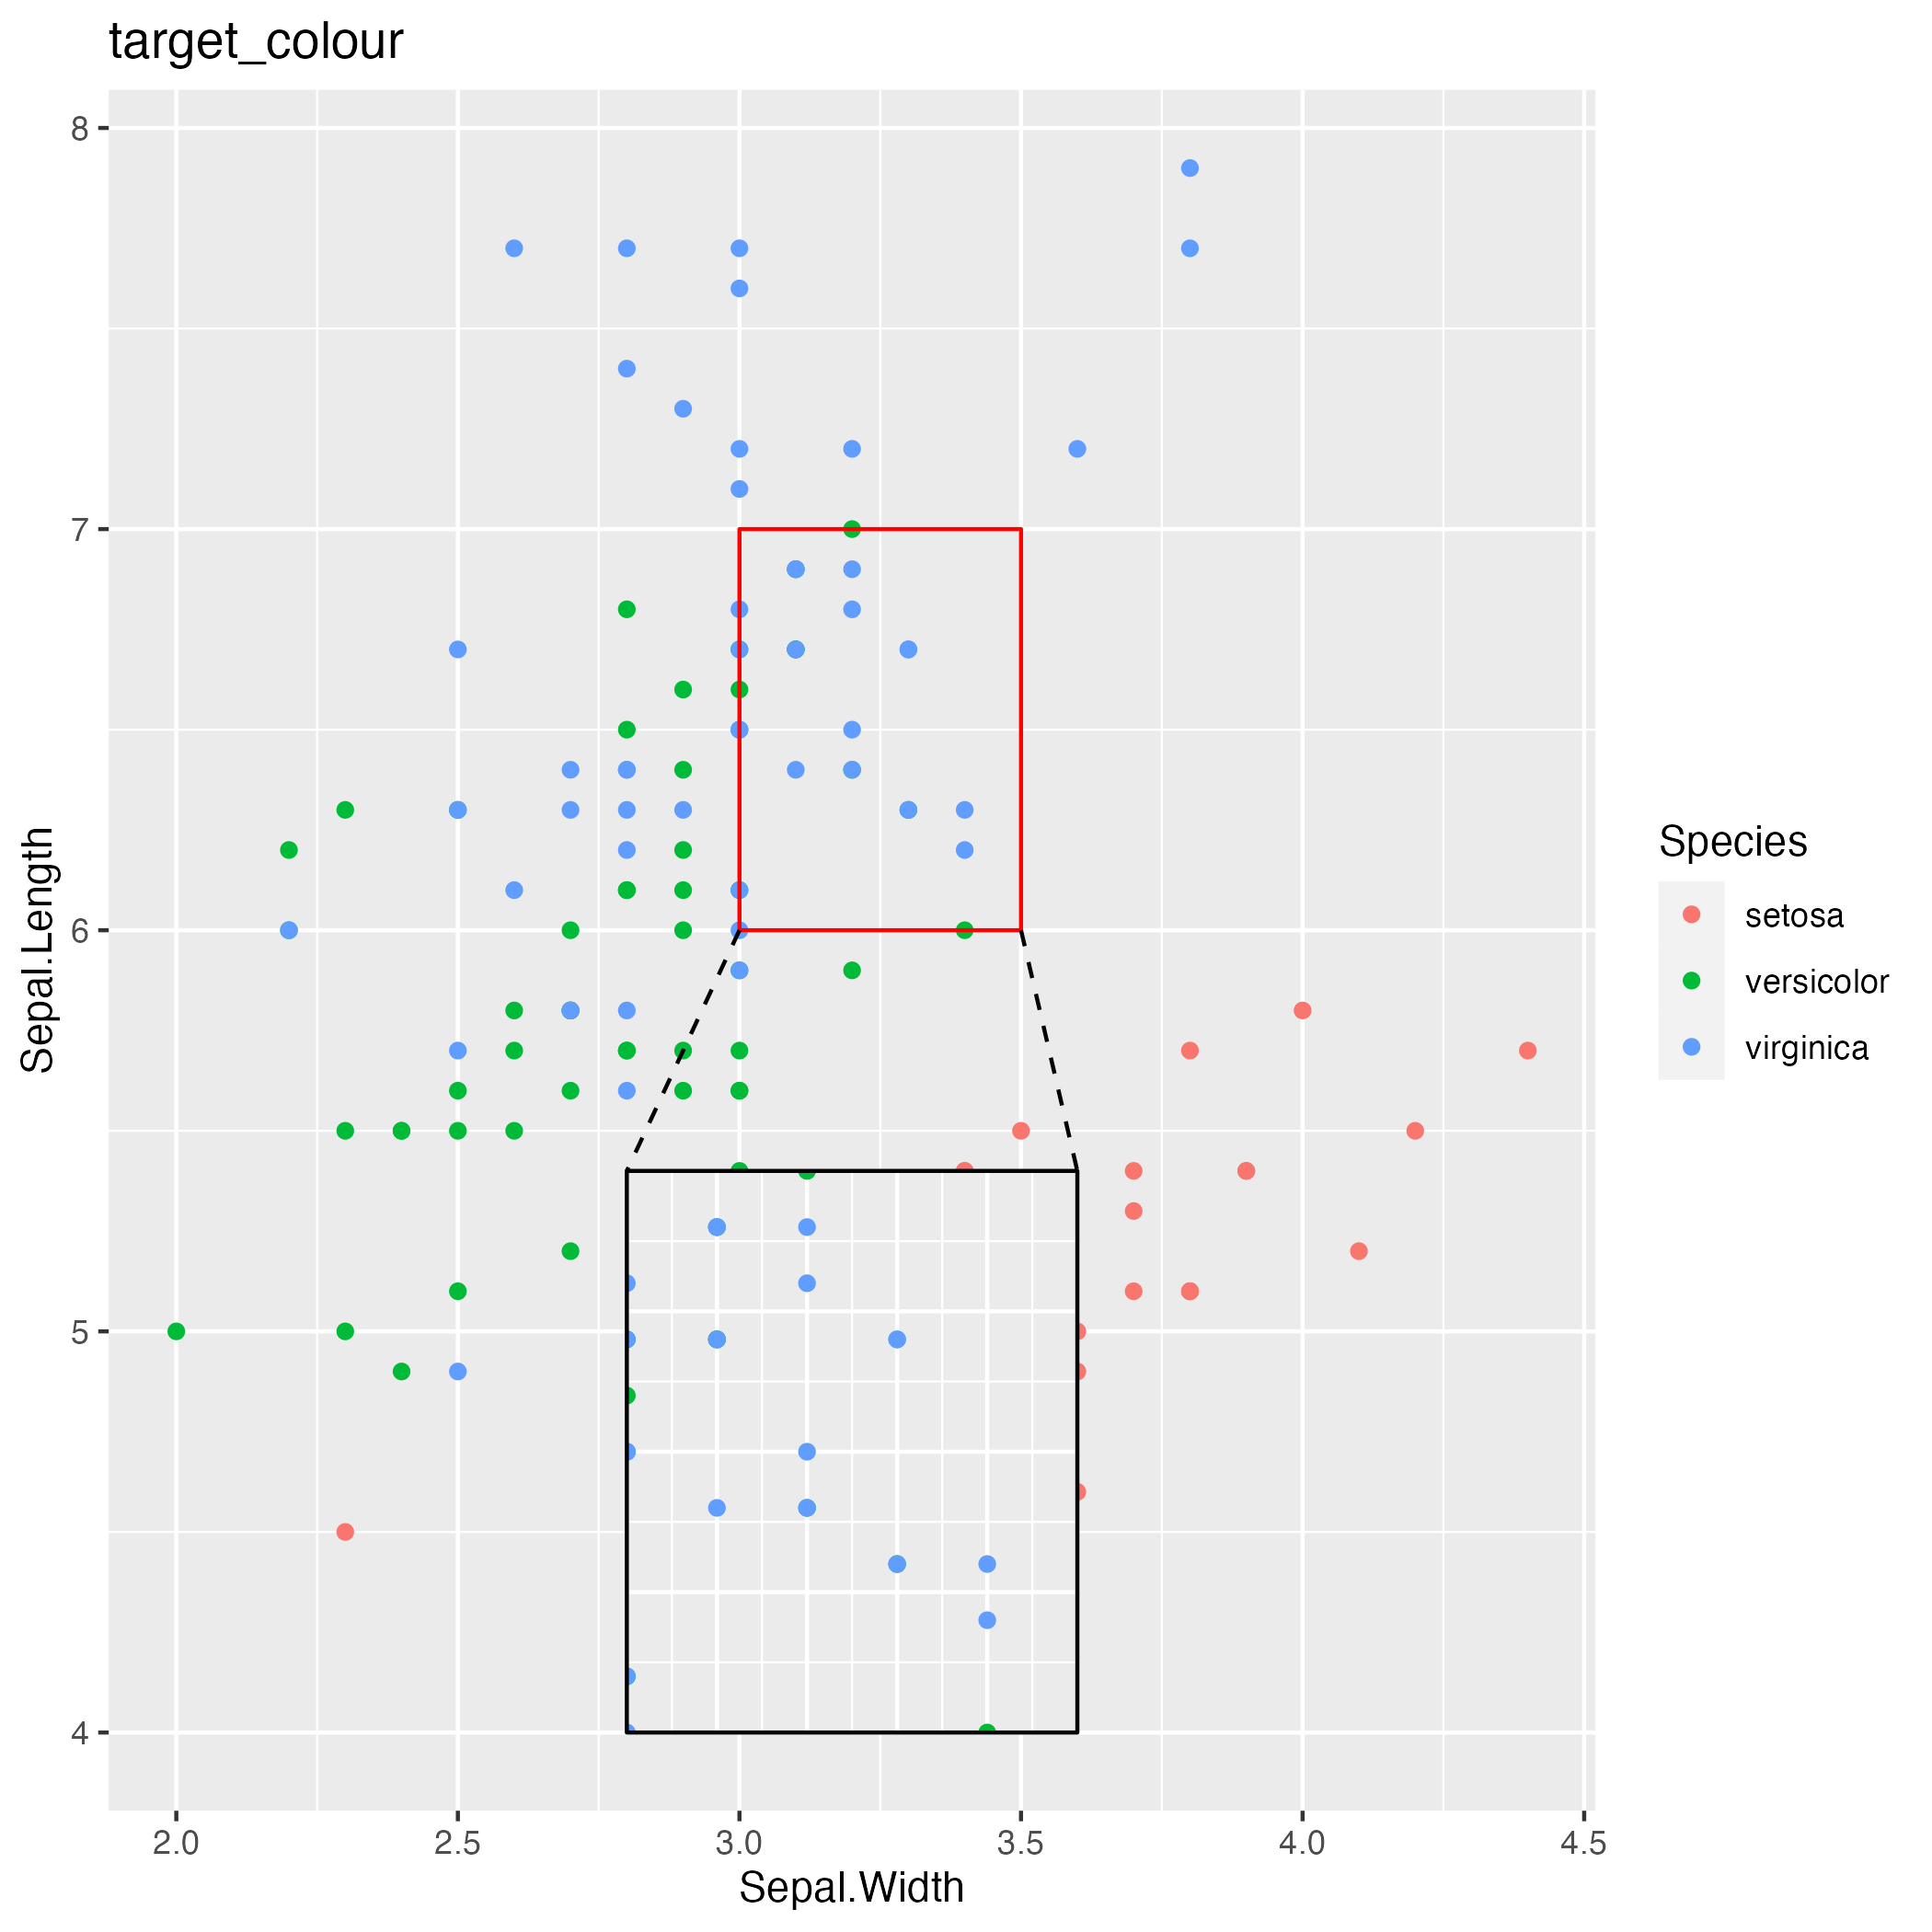 target_colour
8
7
6
5
4
Sepal.Length
2.0 2.5 3.0 3.5 4.0 4.5
Sepal.Width
Species
setosa
versicolor
virginica